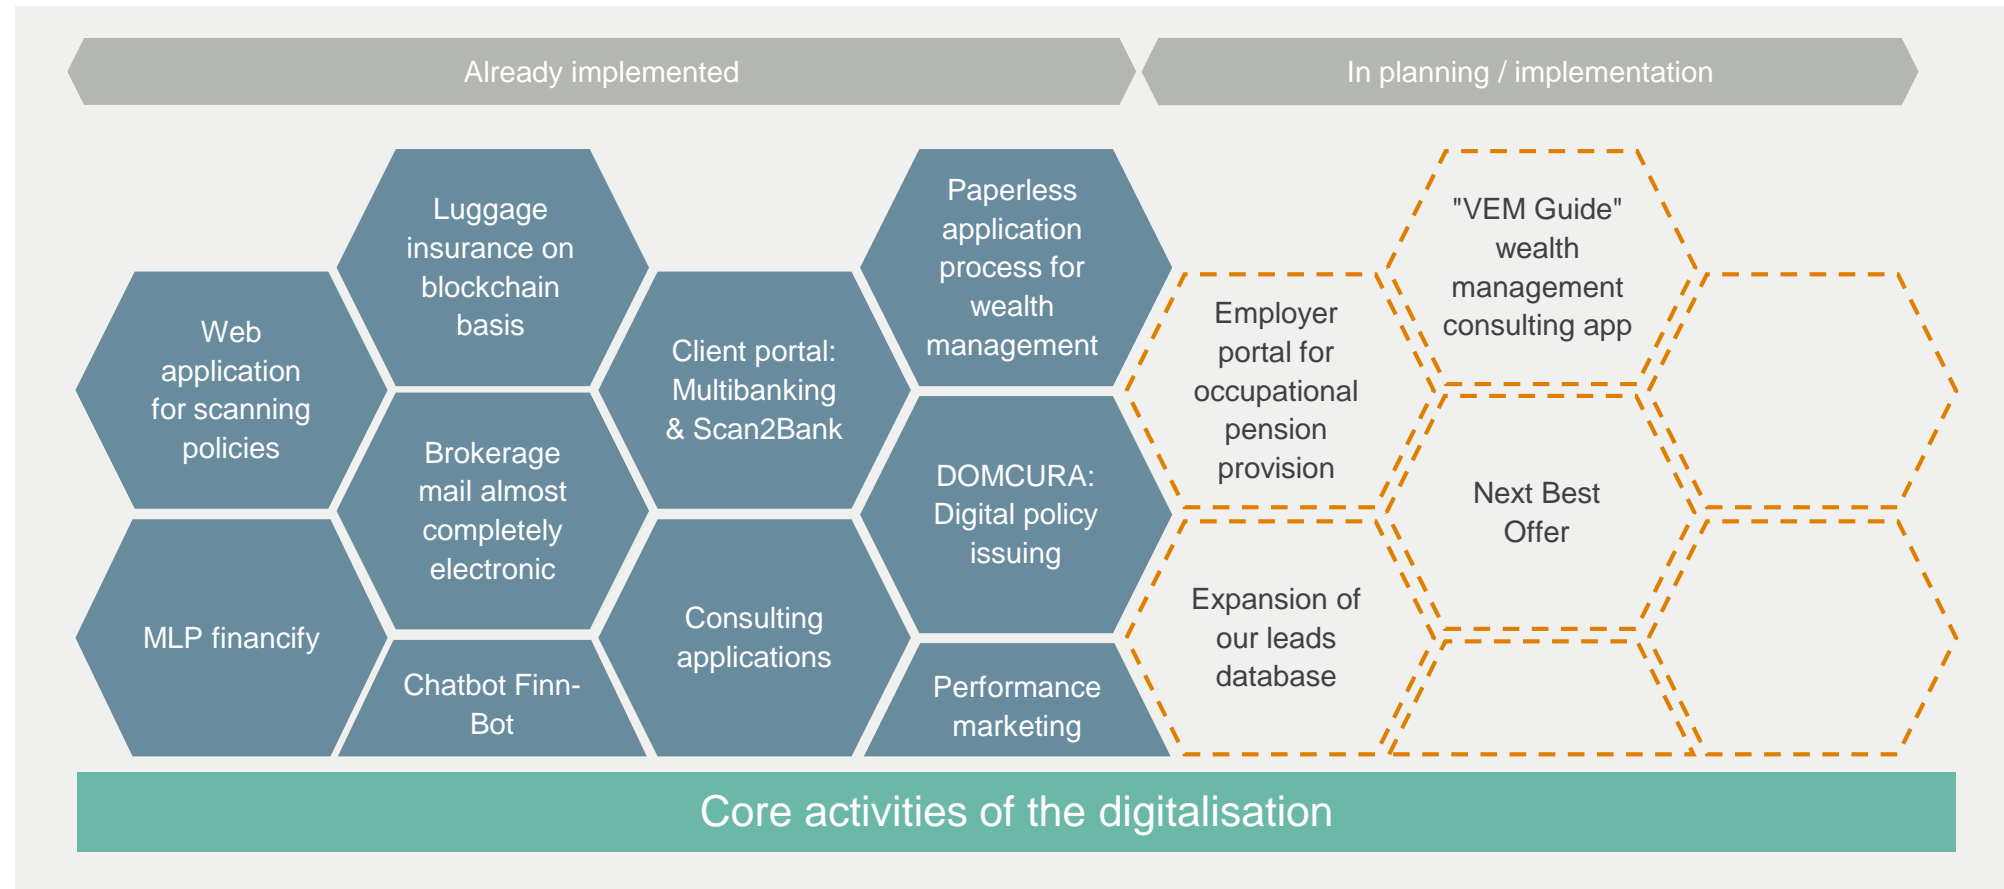 Already implemented
In planning / implementation
Web
application
for scanning
policies
MLP financify
Luggage
insurance on
blockchain
basis
Brokerage
mail almost
completely
electronic
Chatbot Finn-
Bot
Client portal:
Multibanking
& Scan2Bank
Consulting
applications
Paperless
application
process for
wealth
management
DOMCURA:
Digital policy
issuing
Performance
marketing
Employer
portal for
occupational
pension
provision
Expansion of
our leads
database
"VEM Guide"
wealth
management
consulting app
Next Best
Offer
Core activities of the digitalisation